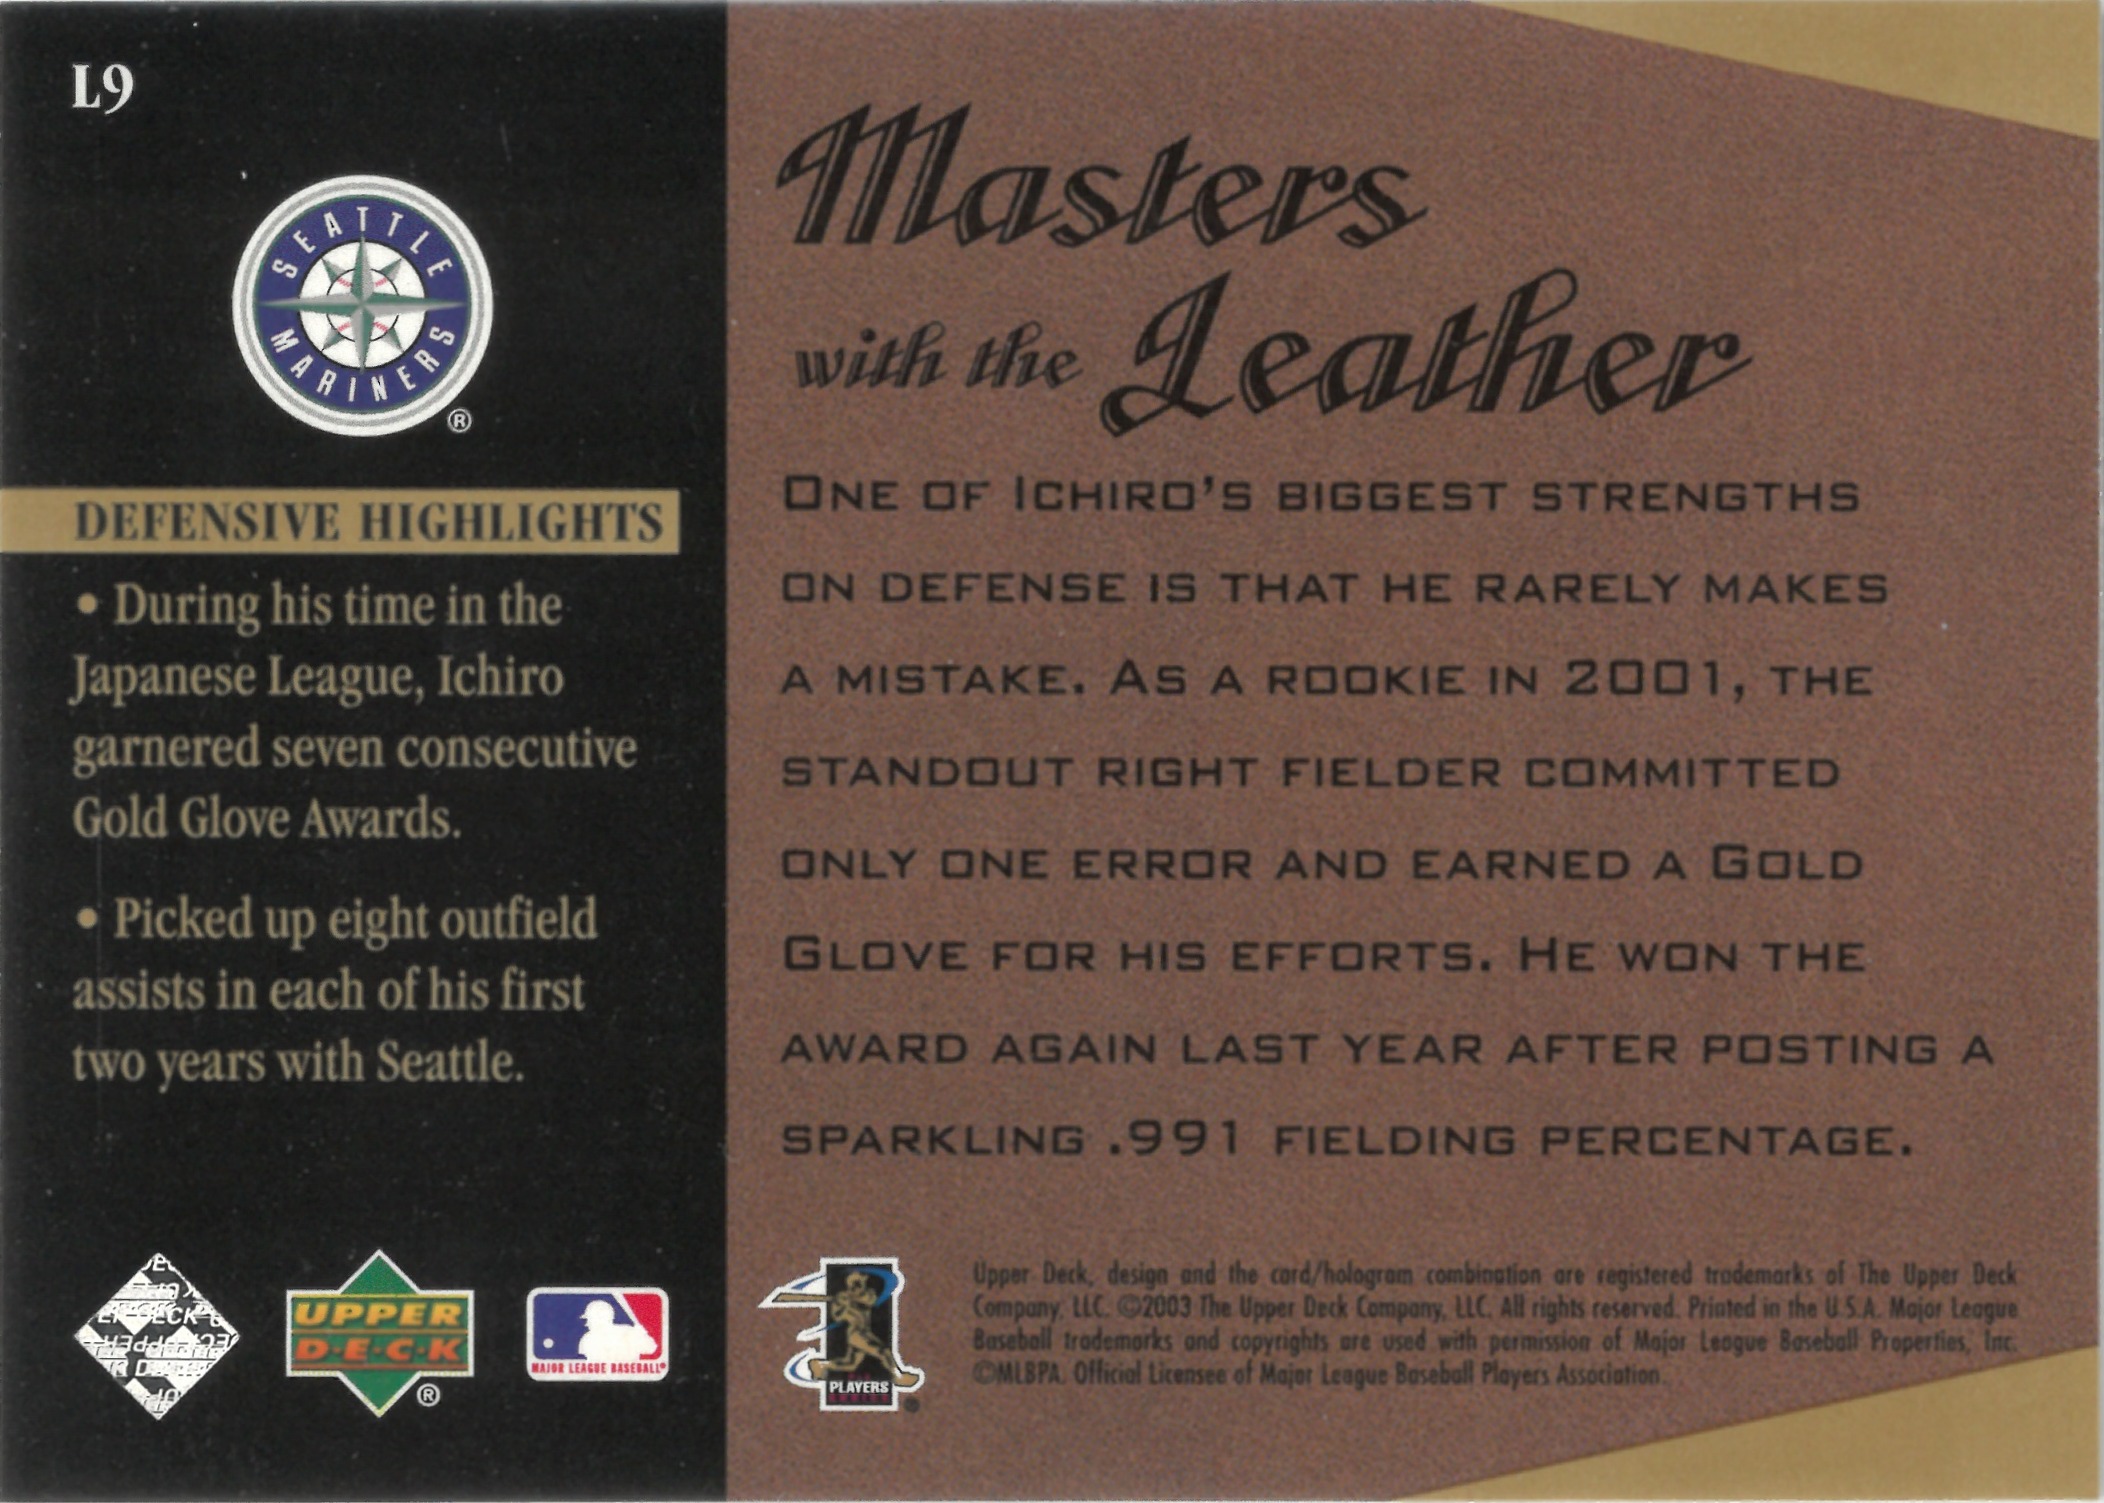 L9
SEATTLE
MARINERS
®
DEFENSIVE HIGHLIGHTS
• During his time in the
Japanese League, Ichiro
garnered seven consecutive
Gold Glove Awards.
• Picked up eight outfield
assists in each of his first
two years with Seattle.
UPPER
D·E·C·K
®
MAJOR LEAGUE BASEBALL®
Masters
with the Leather
ONE OF ICHIRO'S BIGGEST STRENGTHS
ON DEFENSE IS THAT HE RARELY MAKES
A MISTAKE. AS A ROOKIE IN 2001, THE
STANDOUT RIGHT FIELDER COMMITTED
ONLY ONE ERROR AND EARNED A GOLD
GLOVE FOR HIS EFFORTS. HE WON THE
AWARD AGAIN LAST YEAR AFTER POSTING A
SPARKLING .991 FIELDING PERCENTAGE.
PLAYERS
Upper Deck, design and the card/hologram combination are registered trademarks of The Upper Deck
Company, LLC. ©2003 The Upper Deck Company, LLC. All rights reserved. Printed in the U.S.A. Major League
Baseball trademarks and copyrights are used with permission of Major League Baseball Properties, Inc.
©MLBPA. Official Licensee of Major League Baseball Players Association.